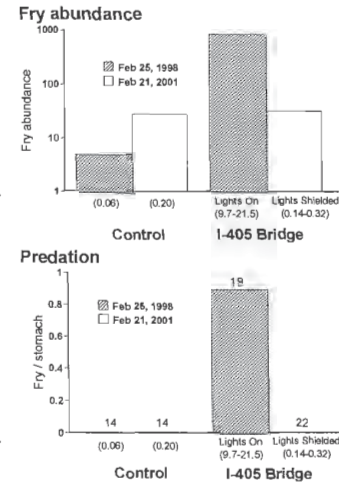 Fry abundance
1000
100
10
1
Fry abundance
Feb 25, 1998
Feb 21, 2001
(0.06)
(0.20)
Lights On
(9.7-21.5)
Lights Shielded
(0.14-0.32)
Control
I-405 Bridge
Predation
1
0.8
0.6
0.4
0.2
0
Fry / stomach
Feb 25, 1998
Feb 21, 2001
14
14
19
22
(0.06)
(0.20)
Lights On
(9.7-21.5)
Lights Shielded
(0.14-0.32)
Control
I-405 Bridge